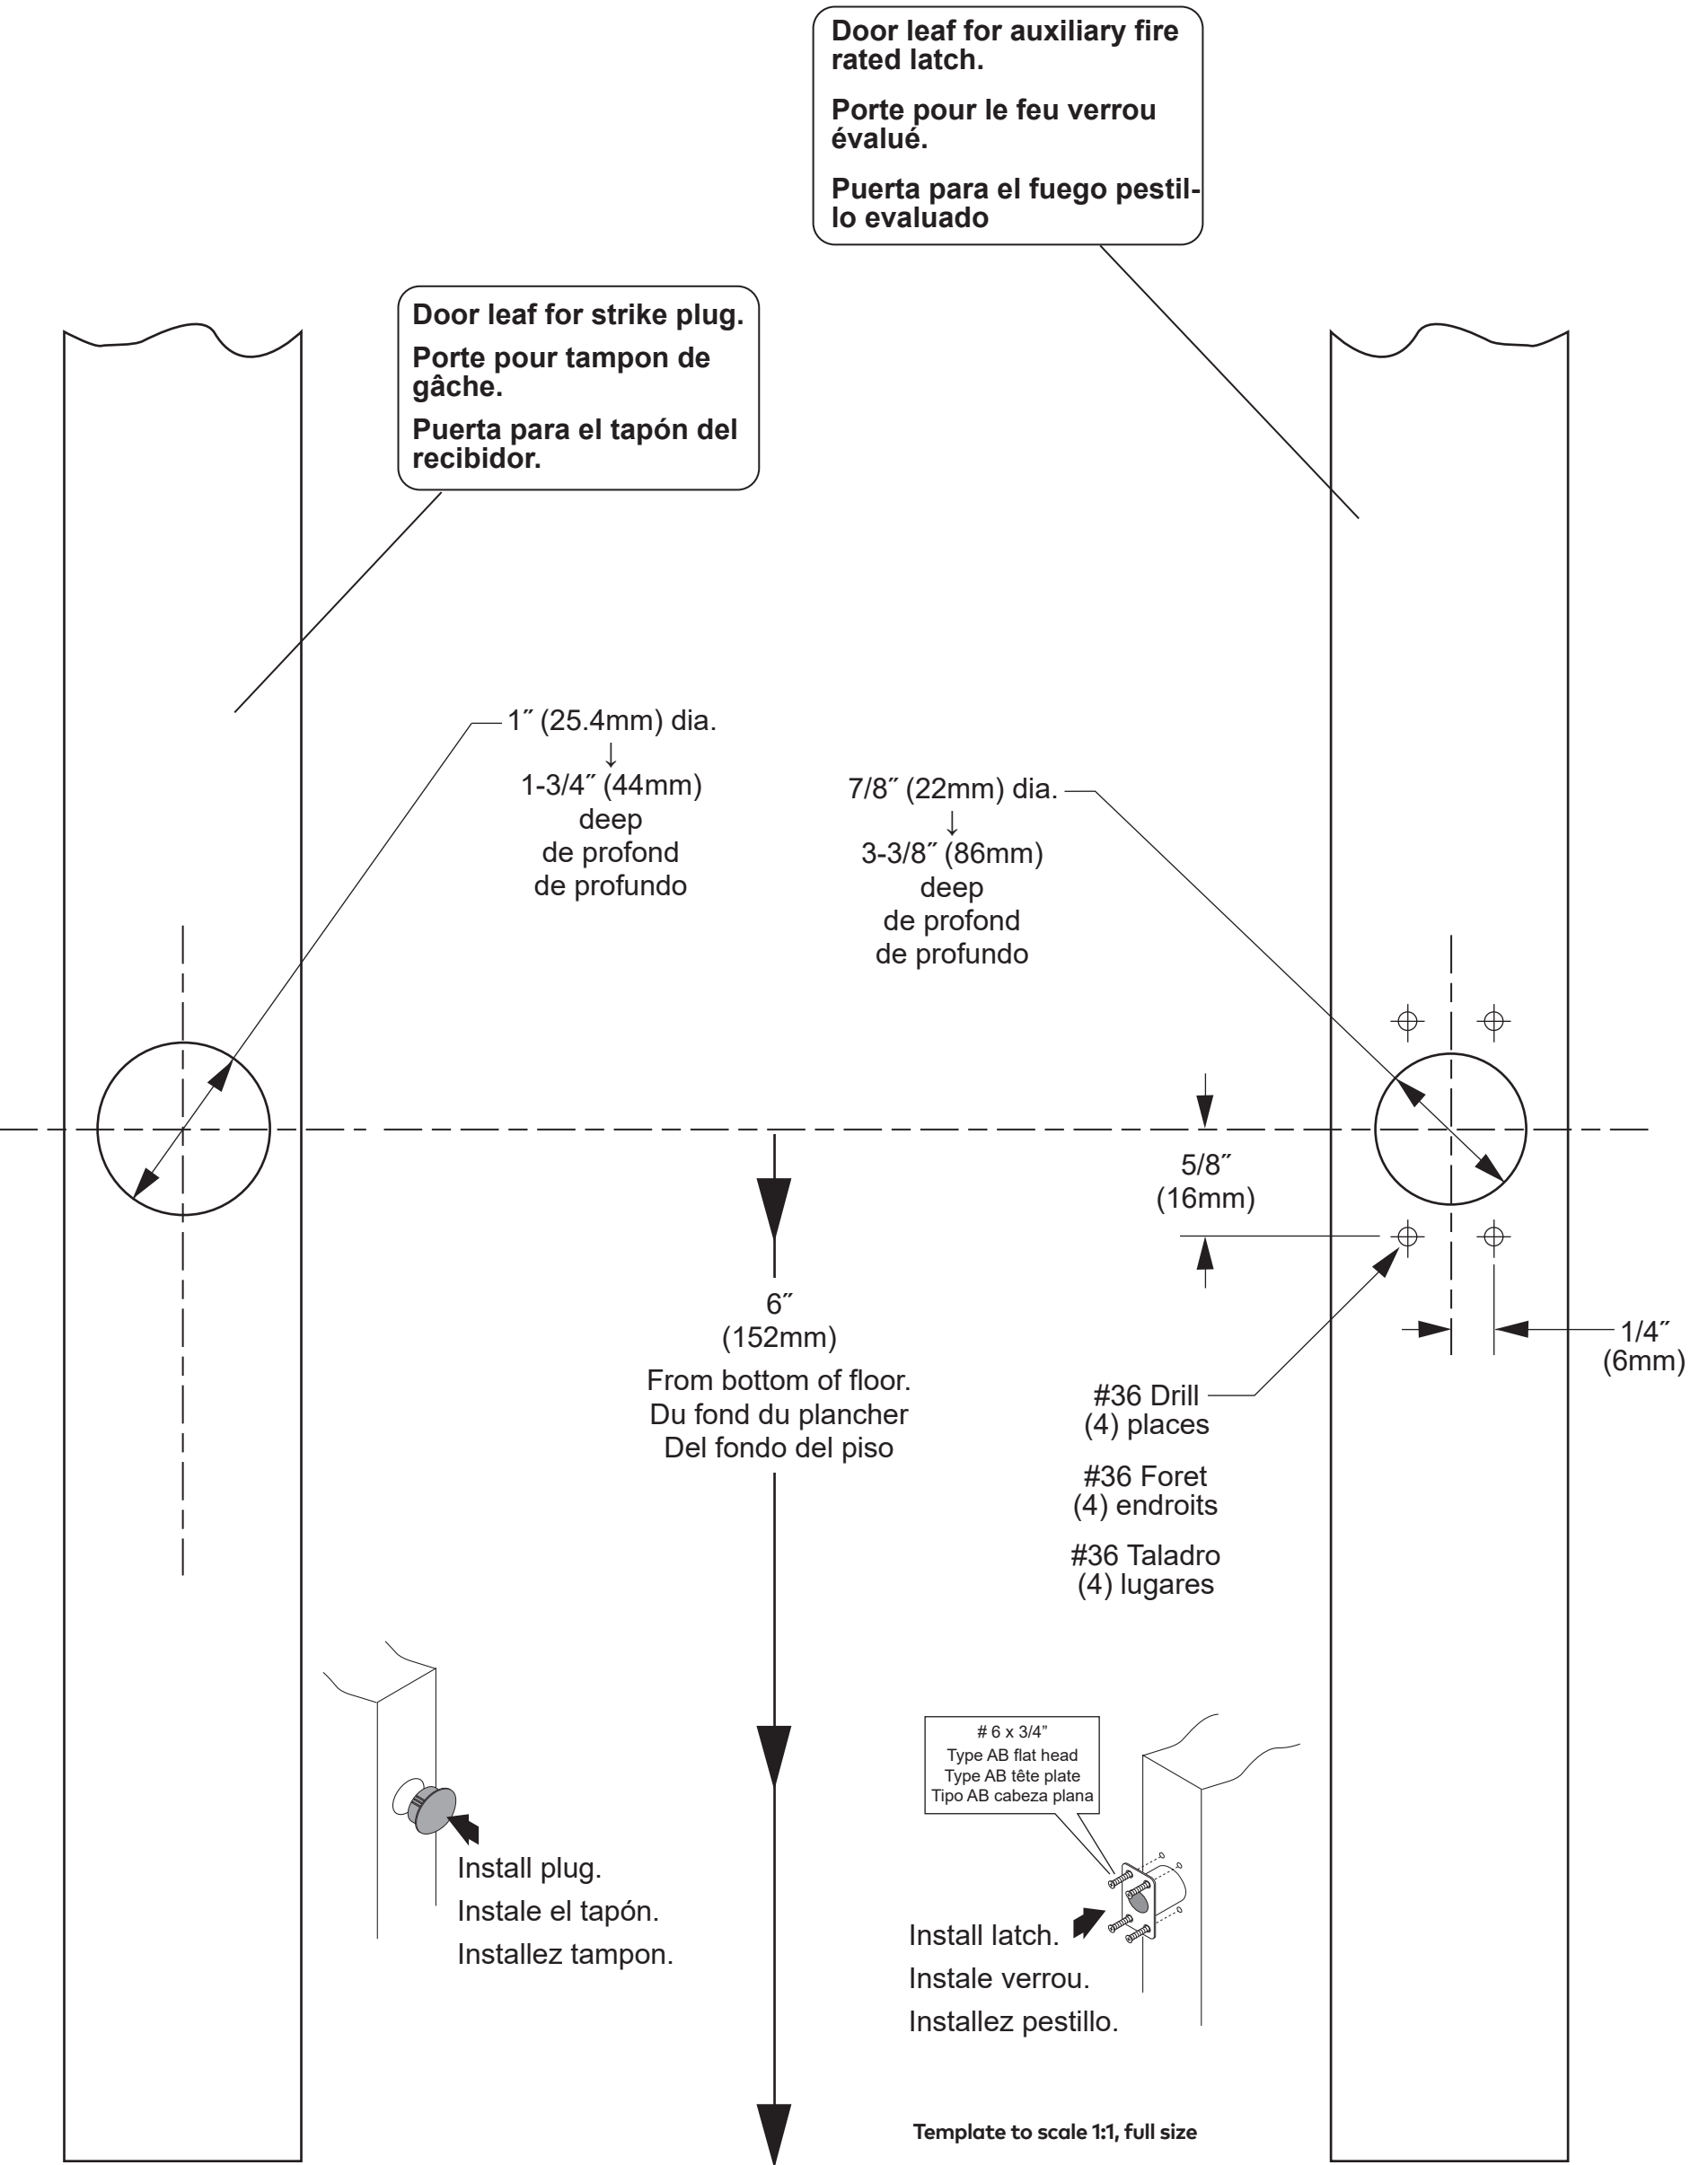 Door leaf for auxiliary fire
rated latch.
Porte pour le feu verrou
évalué.
Puerta para el fuego pestil-
lo evaluado
Door leaf for strike plug.
Porte pour tampon de
gâche.
Puerta para el tapón del
recibidor.
1″ (25.4mm) dia.
↓
1-3/4″ (44mm)
deep
de profond
de profundo
7/8″ (22mm) dia.
↓
3-3/8″ (86mm)
deep
de profond
de profundo
5/8″
(16mm)
6″
(152mm)
From bottom of floor.
Du fond du plancher
Del fondo del piso
1/4″
(6mm)
#36 Drill
(4) places
#36 Foret
(4) endroits
#36 Taladro
(4) lugares
# 6 x 3/4”
Type AB flat head
Type AB tête plate
Tipo AB cabeza plana
Install plug.
Instale el tapón.
Installez tampon.
Install latch.
Instale verrou.
Installez pestillo.
Template to scale 1:1, full size